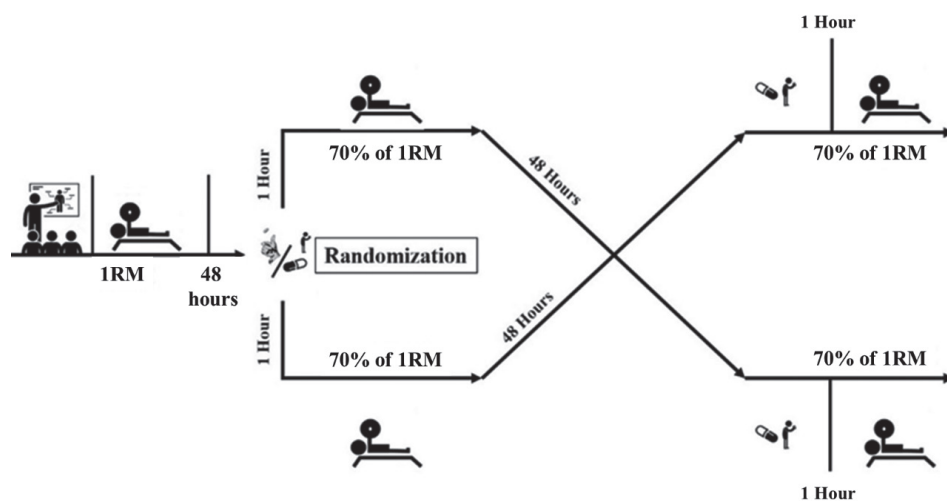 1 Hour
1 Hour
70% of 1RM
48 Hours
70% of 1RM
Randomization
1RM
48
hours
1 Hour
70% of 1RM
48 Hours
70% of 1RM
1 Hour